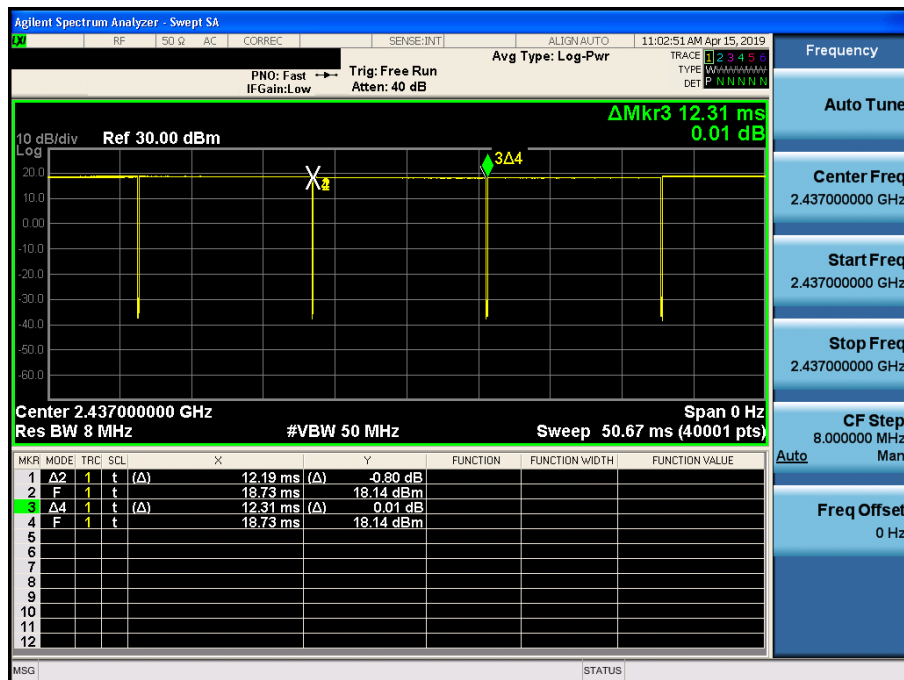 Agilent Spectrum Analyzer - Swept SA
LXI RF 50 Ω AC CORREC SENSE:INT ALIGN AUTO 11:02:51 AM Apr 15, 2019
Frequency
Avg Type: Log-Pwr
TRACE 1 2 3 4 5 6
PNO: Fast Trig: Free Run
TYPE WWWWWWW
IFGain:Low Atten: 40 dB
DET P N N N N N
Auto Tune
ΔMkr3 12.31 ms
0.01 dB
10 dB/div Ref 30.00 dBm
Log
3Δ4
20.0
10.0
0.00
-10.0
-20.0
-30.0
-40.0
-50.0
-60.0
Center Freq
2.437000000 GHz
Start Freq
2.437000000 GHz
Stop Freq
2.437000000 GHz
Center 2.437000000 GHz Span 0 Hz
Res BW 8 MHz #VBW 50 MHz Sweep 50.67 ms (40001 pts)
CF Step
8.000000 MHz
Auto Man
MKR MODE TRC SCL X Y FUNCTION FUNCTION WIDTH FUNCTION VALUE
1 Δ2 1 t (Δ) 12.19 ms (Δ) -0.80 dB
2 F 1 t 18.73 ms 18.14 dBm
3 Δ4 1 t (Δ) 12.31 ms (Δ) 0.01 dB
4 F 1 t 18.73 ms 18.14 dBm
5
6
7
8
9
10
11
12
Freq Offset
0 Hz
MSG STATUS